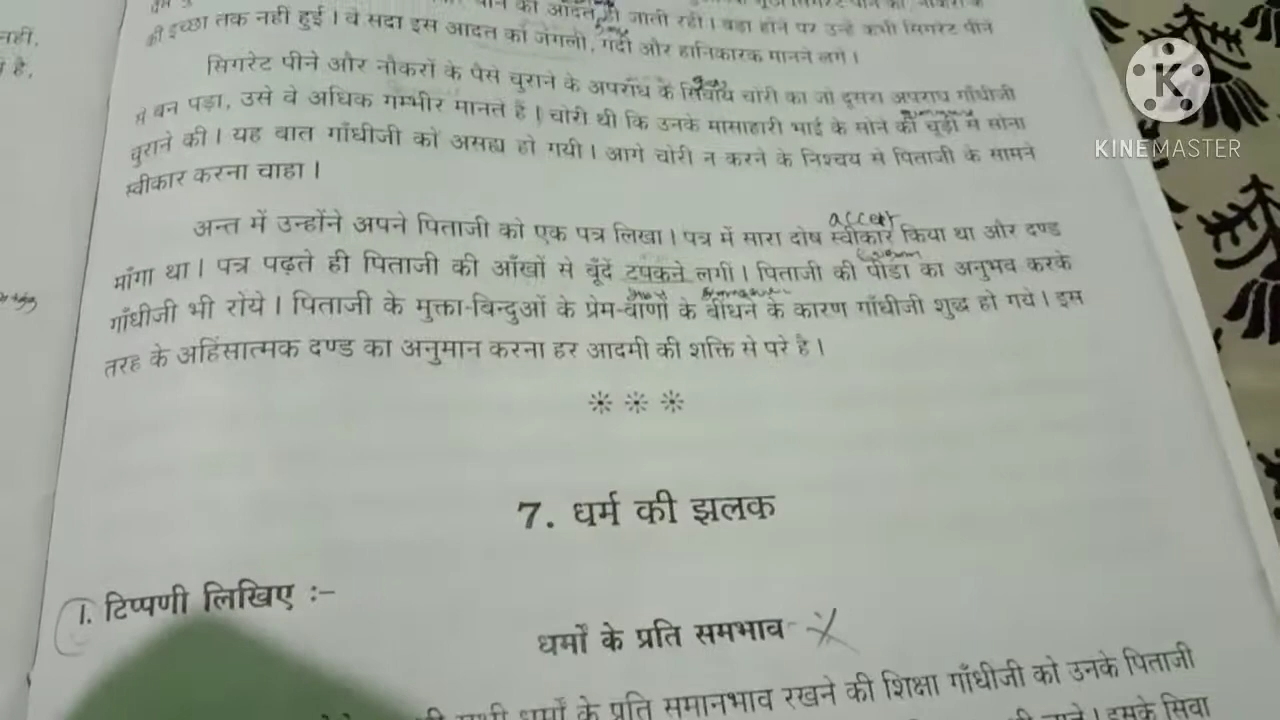 की इच्छा तक नहीं हुई । वे सदा इस आदत को जंगली, गंदी और हानिकारक मानने लगे ।
सिगरेट पीने और नौकरों के पैसे चुराने के अपराध के सिवाय चोरी का जो दूसरा अपराध गाँधीजी
से बन पड़ा, उसे वे अधिक गम्भीर मानते हैं । चोरी थी कि उनके मांसाहारी भाई के सोने की चूड़ी से सोना
चुराने की । यह बात गाँधीजी को असह्य हो गयी । आगे चोरी न करने के निश्चय से पिताजी के सामने
स्वीकार करना चाहा ।
accept
अन्त में उन्होंने अपने पिताजी को एक पत्र लिखा । पत्र में सारा दोष स्वीकार किया था और दण्ड
माँगा था । पत्र पढ़ते ही पिताजी की आँखों से बूँदें टपकने लगीं । पिताजी की पीडा का अनुभव करके
गाँधीजी भी रोये । पिताजी के मुक्ता-बिन्दुओं के प्रेम-बाणों के बींधने के कारण गाँधीजी शुद्ध हो गये । इस
तरह के अहिंसात्मक दण्ड का अनुमान करना हर आदमी की शक्ति से परे है ।
7. धर्म की झलक
I. टिप्पणी लिखिए :-
धर्मों के प्रति समभाव
धर्मों के प्रति समानभाव रखने की शिक्षा गाँधीजी को उनके पिताजी
इसके सिवा
नहीं,
है,
K
KINEMASTER